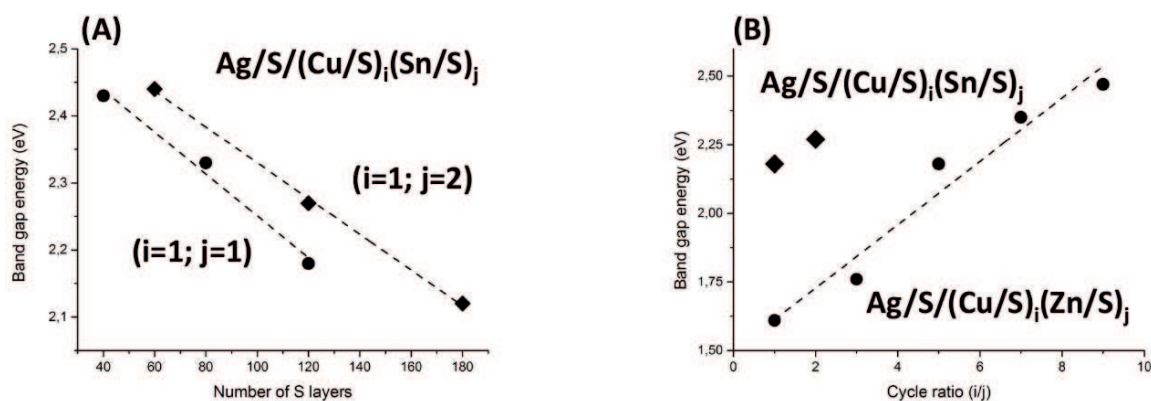 (A)
Ag/S/(Cu/S)i(Sn/S)j
2,5
2,4
2,3
2,2
2,1
Band gap energy (eV)
(i=1; j=2)
(i=1; j=1)
40 60 80 100 120 140 160 180
Number of S layers
(B)
Ag/S/(Cu/S)i(Sn/S)j
2,50
2,25
2,00
1,75
1,50
Band gap energy (eV)
Ag/S/(Cu/S)i(Zn/S)j
0 2 4 6 8 10
Cycle ratio (i/j)